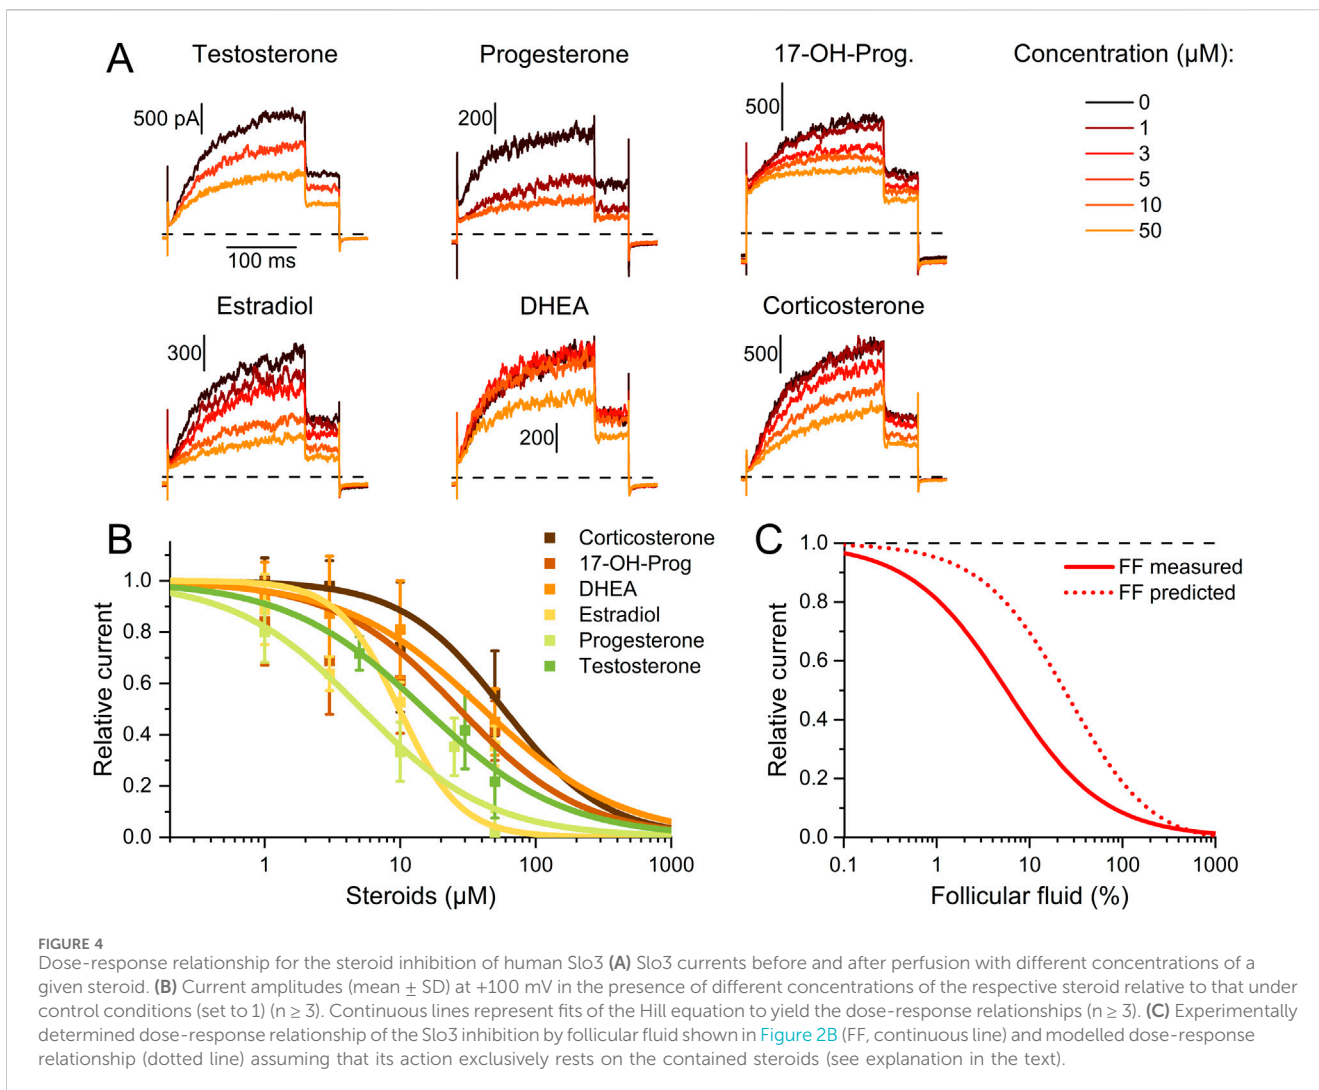 A
Testosterone
Progesterone
17-OH-Prog.
Concentration (µM):
500 pA
200
500
0
1
3
5
10
50
100 ms
Estradiol
DHEA
Corticosterone
300
200
500
B
Corticosterone
17-OH-Prog
DHEA
Estradiol
Progesterone
Testosterone
1.0
0.8
0.6
0.4
0.2
0.0
Relative current
1
10
100
1000
Steroids (µM)
C
FF measured
FF predicted
1.0
0.8
0.6
0.4
0.2
0.0
Relative current
0.1
1
10
100
1000
Follicular fluid (%)
FIGURE 4
Dose-response relationship for the steroid inhibition of human Slo3 (A) Slo3 currents before and after perfusion with different concentrations of a
given steroid. (B) Current amplitudes (mean ± SD) at +100 mV in the presence of different concentrations of the respective steroid relative to that under
control conditions (set to 1) (n ≥ 3). Continuous lines represent fits of the Hill equation to yield the dose-response relationships (n ≥ 3). (C) Experimentally
determined dose-response relationship of the Slo3 inhibition by follicular fluid shown in Figure 2B (FF, continuous line) and modelled dose-response
relationship (dotted line) assuming that its action exclusively rests on the contained steroids (see explanation in the text).